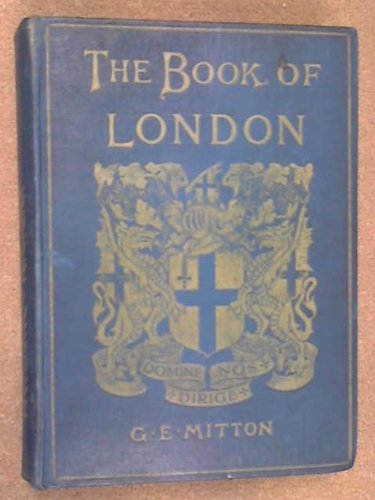 THE BOOK OF
LONDON
DOMINE NOS
DIRIGE
G·E·MITTON